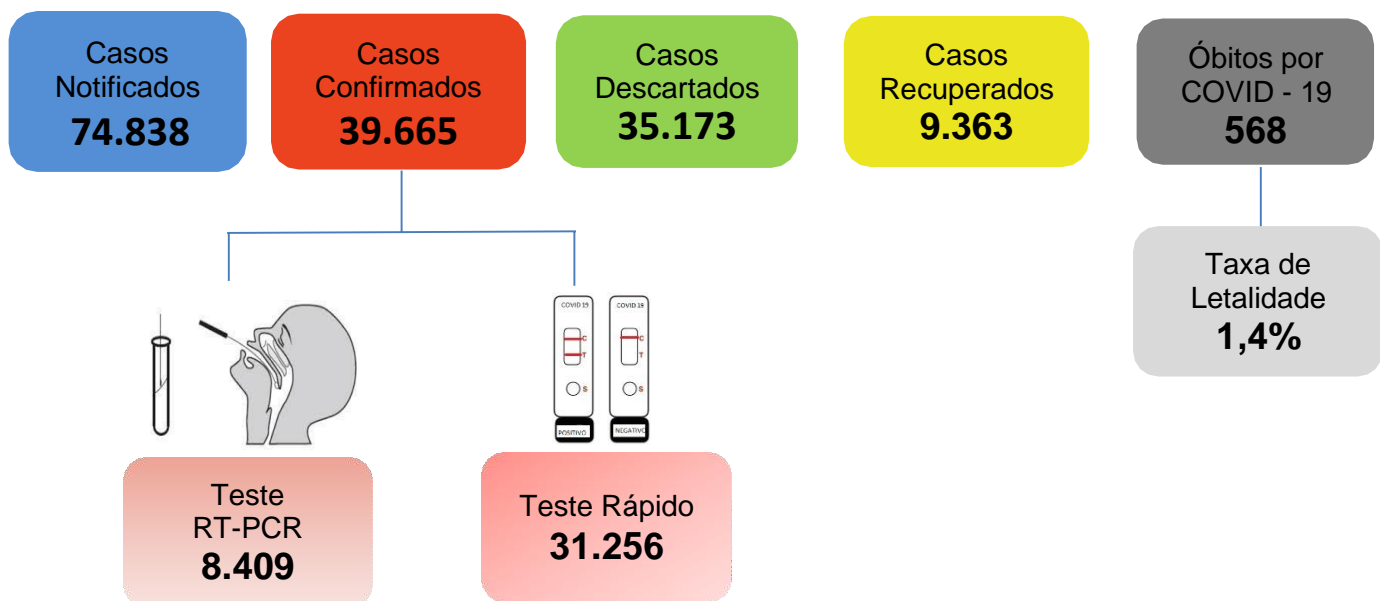 Casos
Notificados
74.838
Casos
Confirmados
39.665
Casos
Descartados
35.173
Casos
Recuperados
9.363
Óbitos por
COVID - 19
568
Taxa de
Letalidade
1,4%
COVID 19
C
T
S
POSITIVO
COVID 19
C
T
S
NEGATIVO
Teste
RT-PCR
8.409
Teste Rápido
31.256